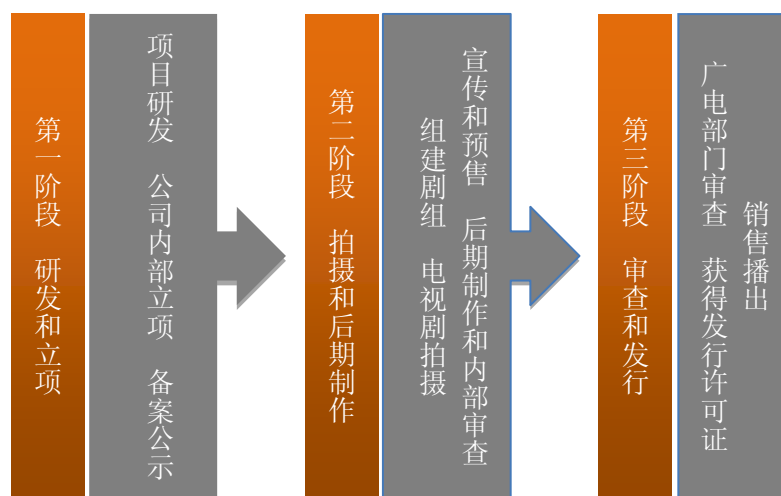 第一阶段 研发和立项
项目研发 公司内部立项 备案公示
第二阶段 拍摄和后期制作
组建剧组 电视剧拍摄
宣传和预售 后期制作和内部审查
第三阶段 审查和发行
广电部门审查 获得发行许可证
销售播出